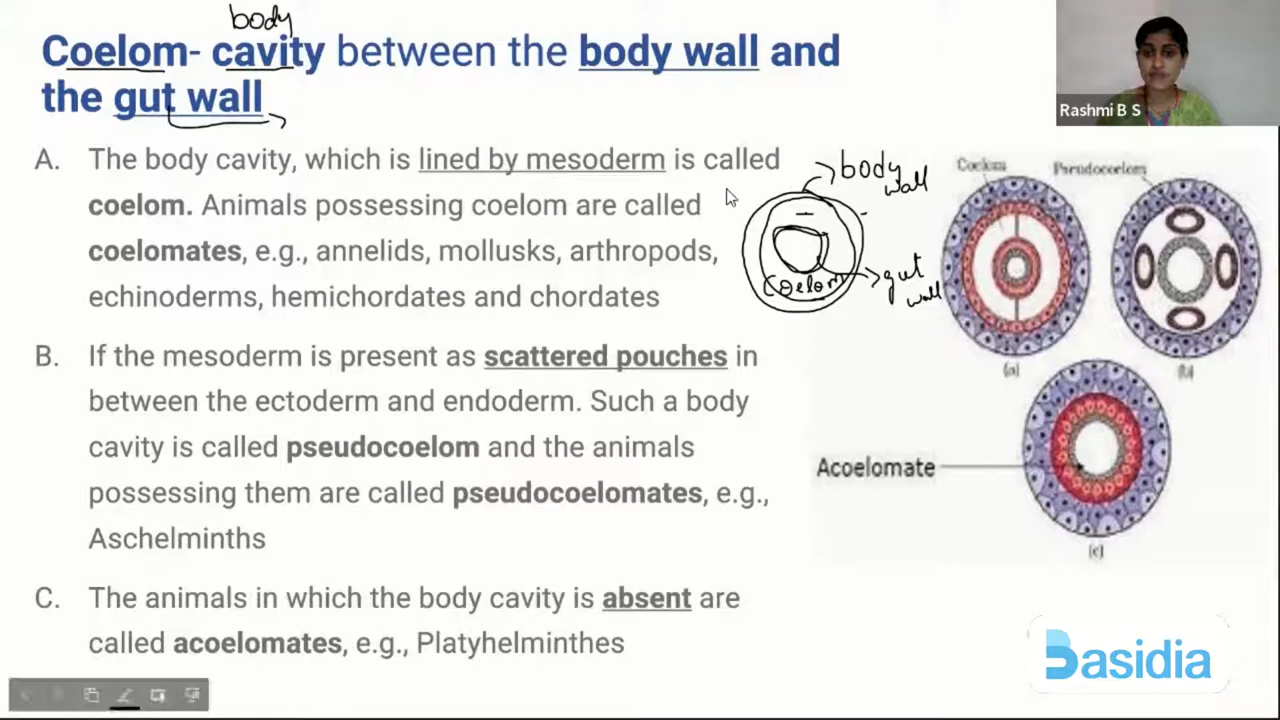 body
Coelom- cavity between the body wall and
the gut wall
Rashmi B S
A. The body cavity, which is lined by mesoderm is called
coelom. Animals possessing coelom are called
coelomates, e.g., annelids, mollusks, arthropods,
echinoderms, hemichordates and chordates
B. If the mesoderm is present as scattered pouches in
between the ectoderm and endoderm. Such a body
cavity is called pseudocoelom and the animals
possessing them are called pseudocoelomates, e.g.,
Aschelminths
C. The animals in which the body cavity is absent are
called acoelomates, e.g., Platyhelminthes
body
wall
Coelom
gut
wall
Coelom
Pseudocoelom
(a)
(b)
Acoelomate
(c)
Basidia